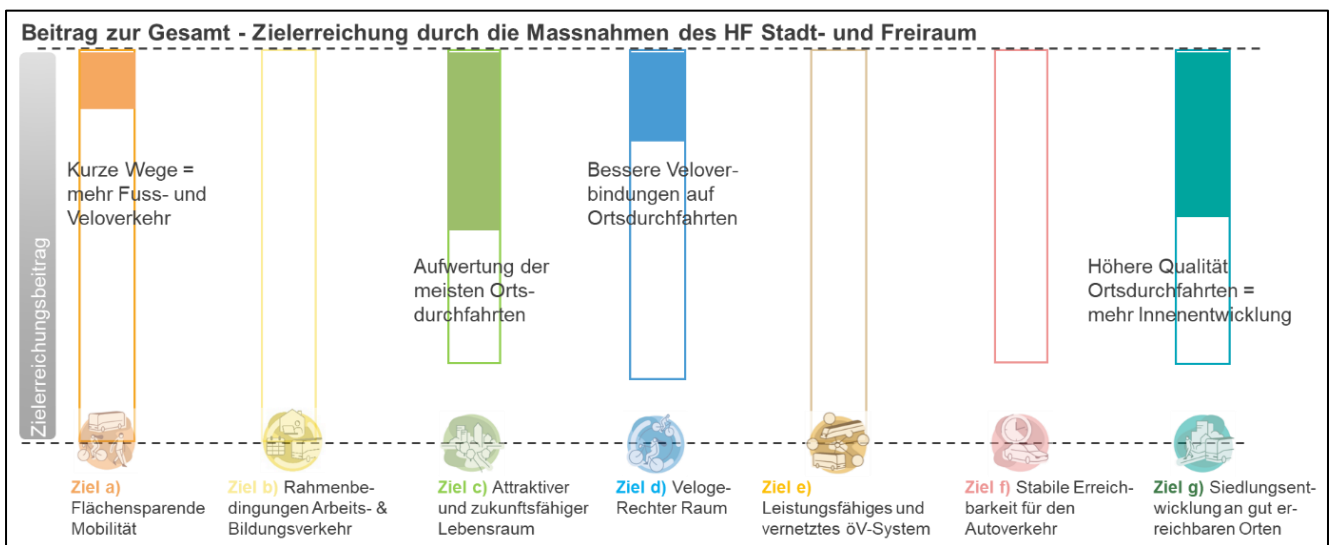 Beitrag zur Gesamt - Zielerreichung durch die Massnahmen des HF Stadt- und Freiraum
Zielerreichungsbeitrag
Kurze Wege =
mehr Fuss- und
Veloverkehr
Aufwertung der
meisten Orts-
durchfahrten
Bessere Velover-
bindungen auf
Ortsdurchfahrten
Höhere Qualität
Ortsdurchfahrten =
mehr Innenentwicklung
Ziel a)
Flächensparende
Mobilität
Ziel b) Rahmenbe-
dingungen Arbeits- &
Bildungsverkehr
Ziel c) Attraktiver
und zukunftsfähiger
Lebensraum
Ziel d) Veloge-
Rechter Raum
Ziel e)
Leistungsfähiges und
vernetztes öV-System
Ziel f) Stabile Erreich-
barkeit für den
Autoverkehr
Ziel g) Siedlungsent-
wicklung an gut er-
reichbaren Orten